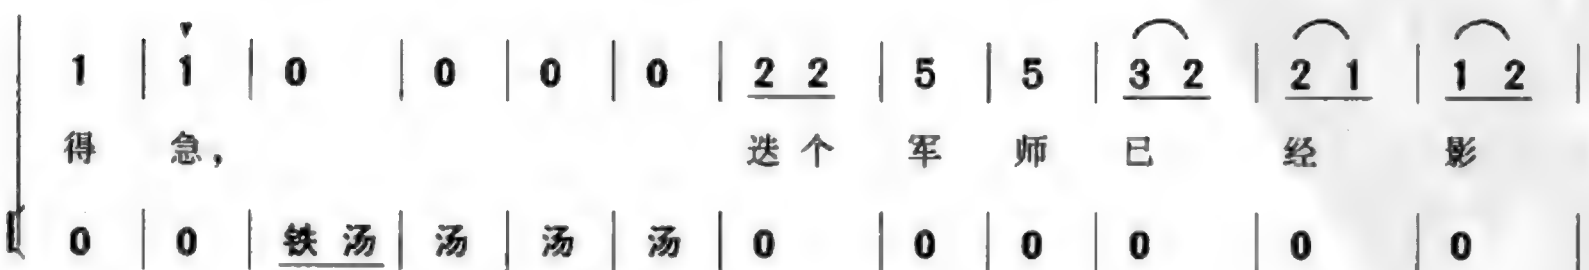 1 | 1 | 0 | 0 | 0 | 0 | 2 2 | 5 | 5 | 3 2 | 2 1 | 1 2 |
得 急， 迭个 军 师 已 经 影
0 | 0 | 铁 汤 | 汤 | 汤 | 汤 | 0 | 0 | 0 | 0 | 0 | 0